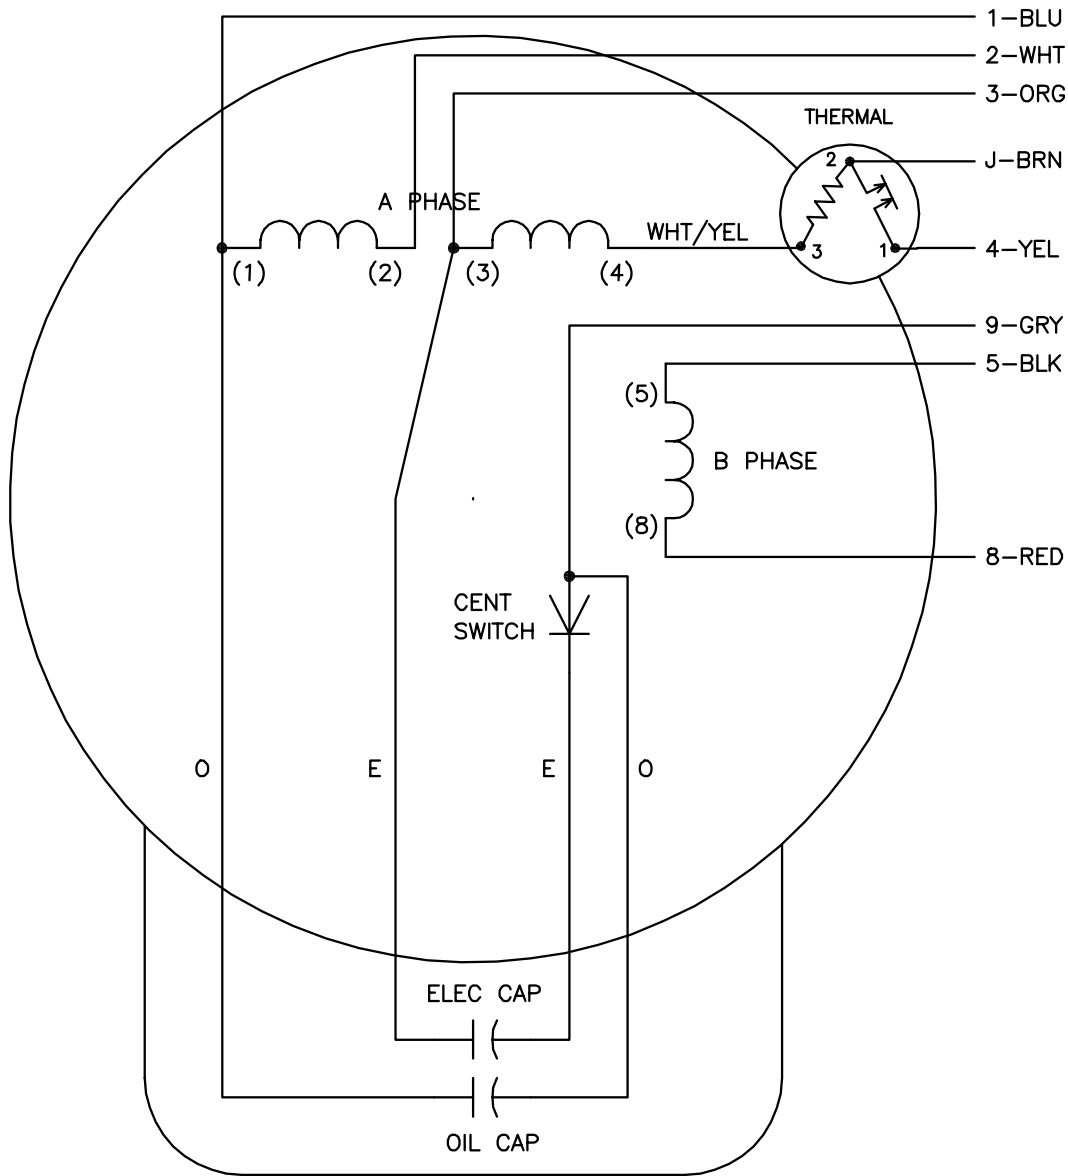 1-BLU
2-WHT
3-ORG
THERMAL
2
J-BRN
A PHASE
WHT/YEL
3
1
4-YEL
(1)
(2)
(3)
(4)
9-GRY
5-BLK
(5)
B PHASE
(8)
8-RED
CENT
SWITCH
O
E
E
O
ELEC CAP
OIL CAP